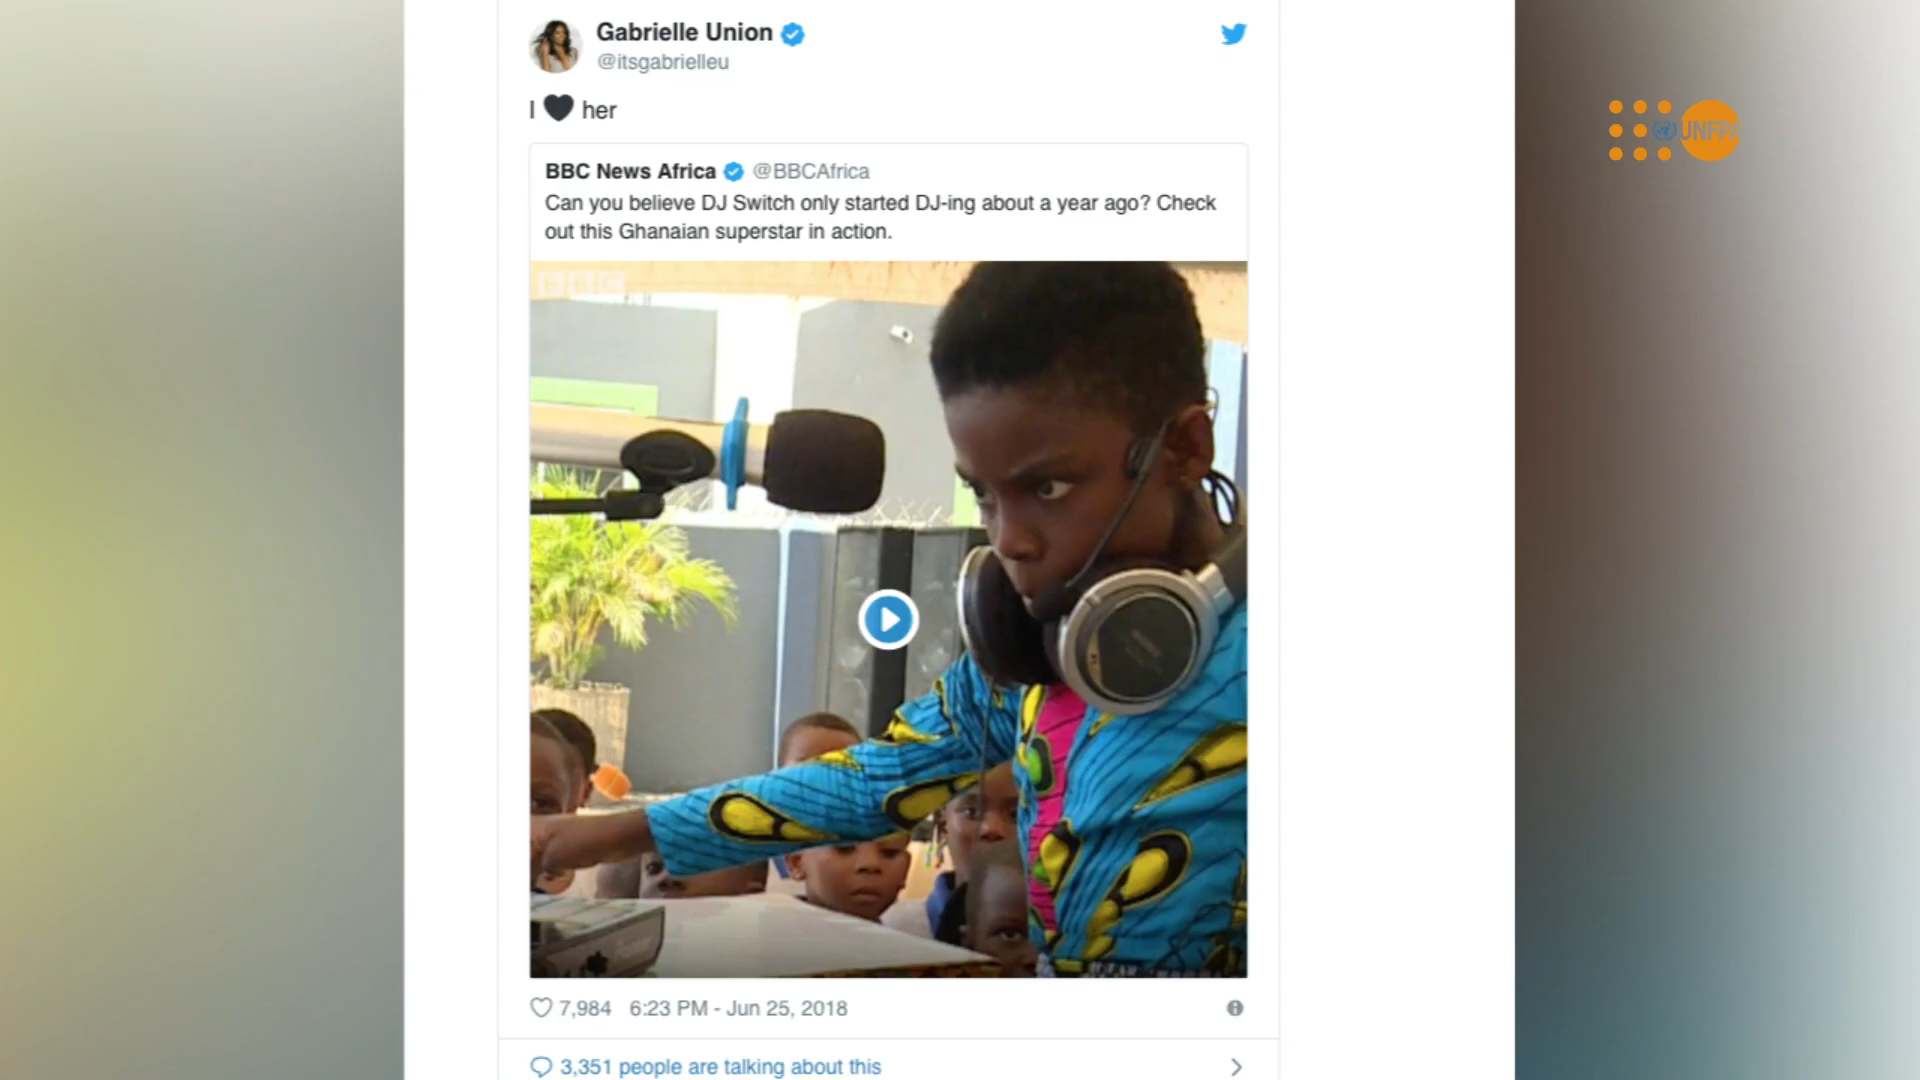 Gabrielle Union
@itsgabrielleu
I 🖤 her
BBC News Africa @BBCAfrica
Can you believe DJ Switch only started DJ-ing about a year ago? Check
out this Ghanaian superstar in action.
BBC
7,984 6:23 PM - Jun 25, 2018
3,351 people are talking about this
UNFPA